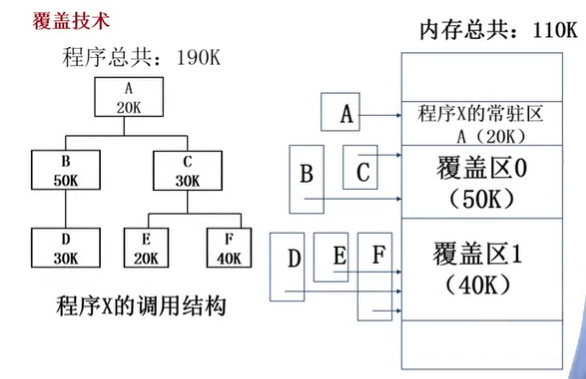 覆盖技术
程序总共：190K
A
20K
B
50K
C
30K
D
30K
E
20K
F
40K
程序X的调用结构
内存总共：110K
A
B
C
D
E
F
程序X的常驻区
A（20K）
覆盖区0
（50K）
覆盖区1
（40K）